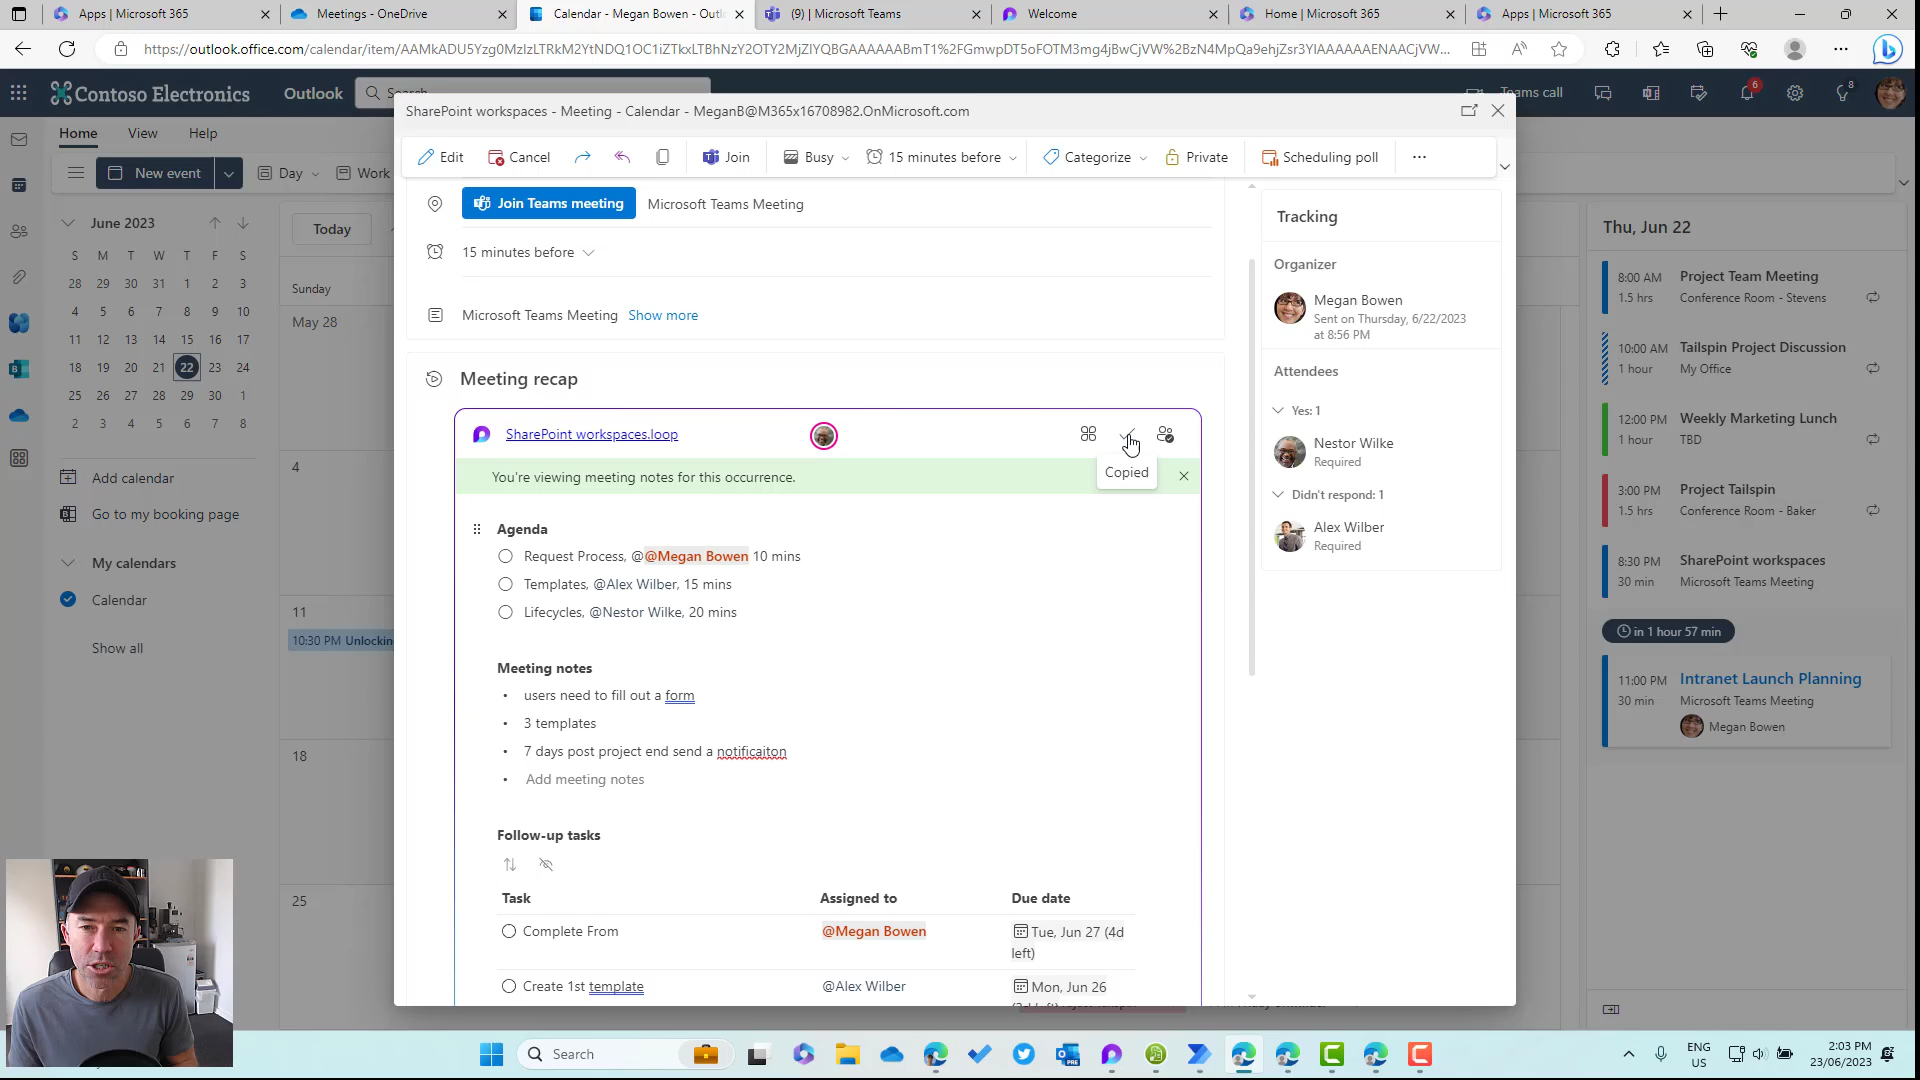 Apps | Microsoft 365
Meetings - OneDrive
Calendar - Megan Bowen - Outl
(9) | Microsoft Teams
Welcome
Home | Microsoft 365
Apps | Microsoft 365
https://outlook.office.com/calendar/item/
Contoso Electronics
Outlook
Search
Teams call
6
8
SharePoint workspaces - Meeting - Calendar - MeganB@M365x16708982.OnMicrosoft.com
Home
View
Help
Edit
Cancel
Join
Busy
15 minutes before
Categorize
Private
Scheduling poll
New event
Day
Work
Join Teams meeting
Microsoft Teams Meeting
15 minutes before
Microsoft Teams Meeting Show more
June 2023
S M T W T F S
28 29 30 31 1 2 3
4 5 6 7 8 9 10
11 12 13 14 15 16 17
18 19 20 21 22 23 24
25 26 27 28 29 30 1
2 3 4 5 6 7 8
Add calendar
Go to my booking page
My calendars
Calendar
Show all
Today
Sunday
May 28
4
11
10:30 PM Unlockin
18
25
Meeting recap
SharePoint workspaces.loop
Copied
You're viewing meeting notes for this occurrence.
Agenda
Request Process, @@Megan Bowen 10 mins
Templates, @Alex Wilber, 15 mins
Lifecycles, @Nestor Wilke, 20 mins
Meeting notes
• users need to fill out a form
• 3 templates
• 7 days post project end send a notificaiton
• Add meeting notes
Follow-up tasks
Task Assigned to Due date
Complete From @Megan Bowen Tue, Jun 27 (4d
left)
Create 1st template @Alex Wilber Mon, Jun 26
Tracking
Organizer
Megan Bowen
Sent on Thursday, 6/22/2023
at 8:56 PM
Attendees
Yes: 1
Nestor Wilke
Required
Didn't respond: 1
Alex Wilber
Required
Thu, Jun 22
8:00 AM Project Team Meeting
1.5 hrs Conference Room - Stevens
10:00 AM Tailspin Project Discussion
1 hour My Office
12:00 PM Weekly Marketing Lunch
1 hour TBD
3:00 PM Project Tailspin
1.5 hrs Conference Room - Baker
8:30 PM SharePoint workspaces
30 min Microsoft Teams Meeting
in 1 hour 57 min
11:00 PM Intranet Launch Planning
30 min Microsoft Teams Meeting
Megan Bowen
Search
PRE
ENG
US
2:03 PM
23/06/2023